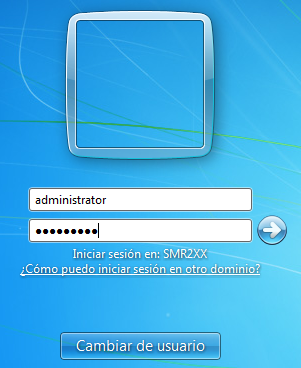 administrator
●●●●●●●●●
Iniciar sesión en: SMR2XX
¿Cómo puedo iniciar sesión en otro dominio?
Cambiar de usuario